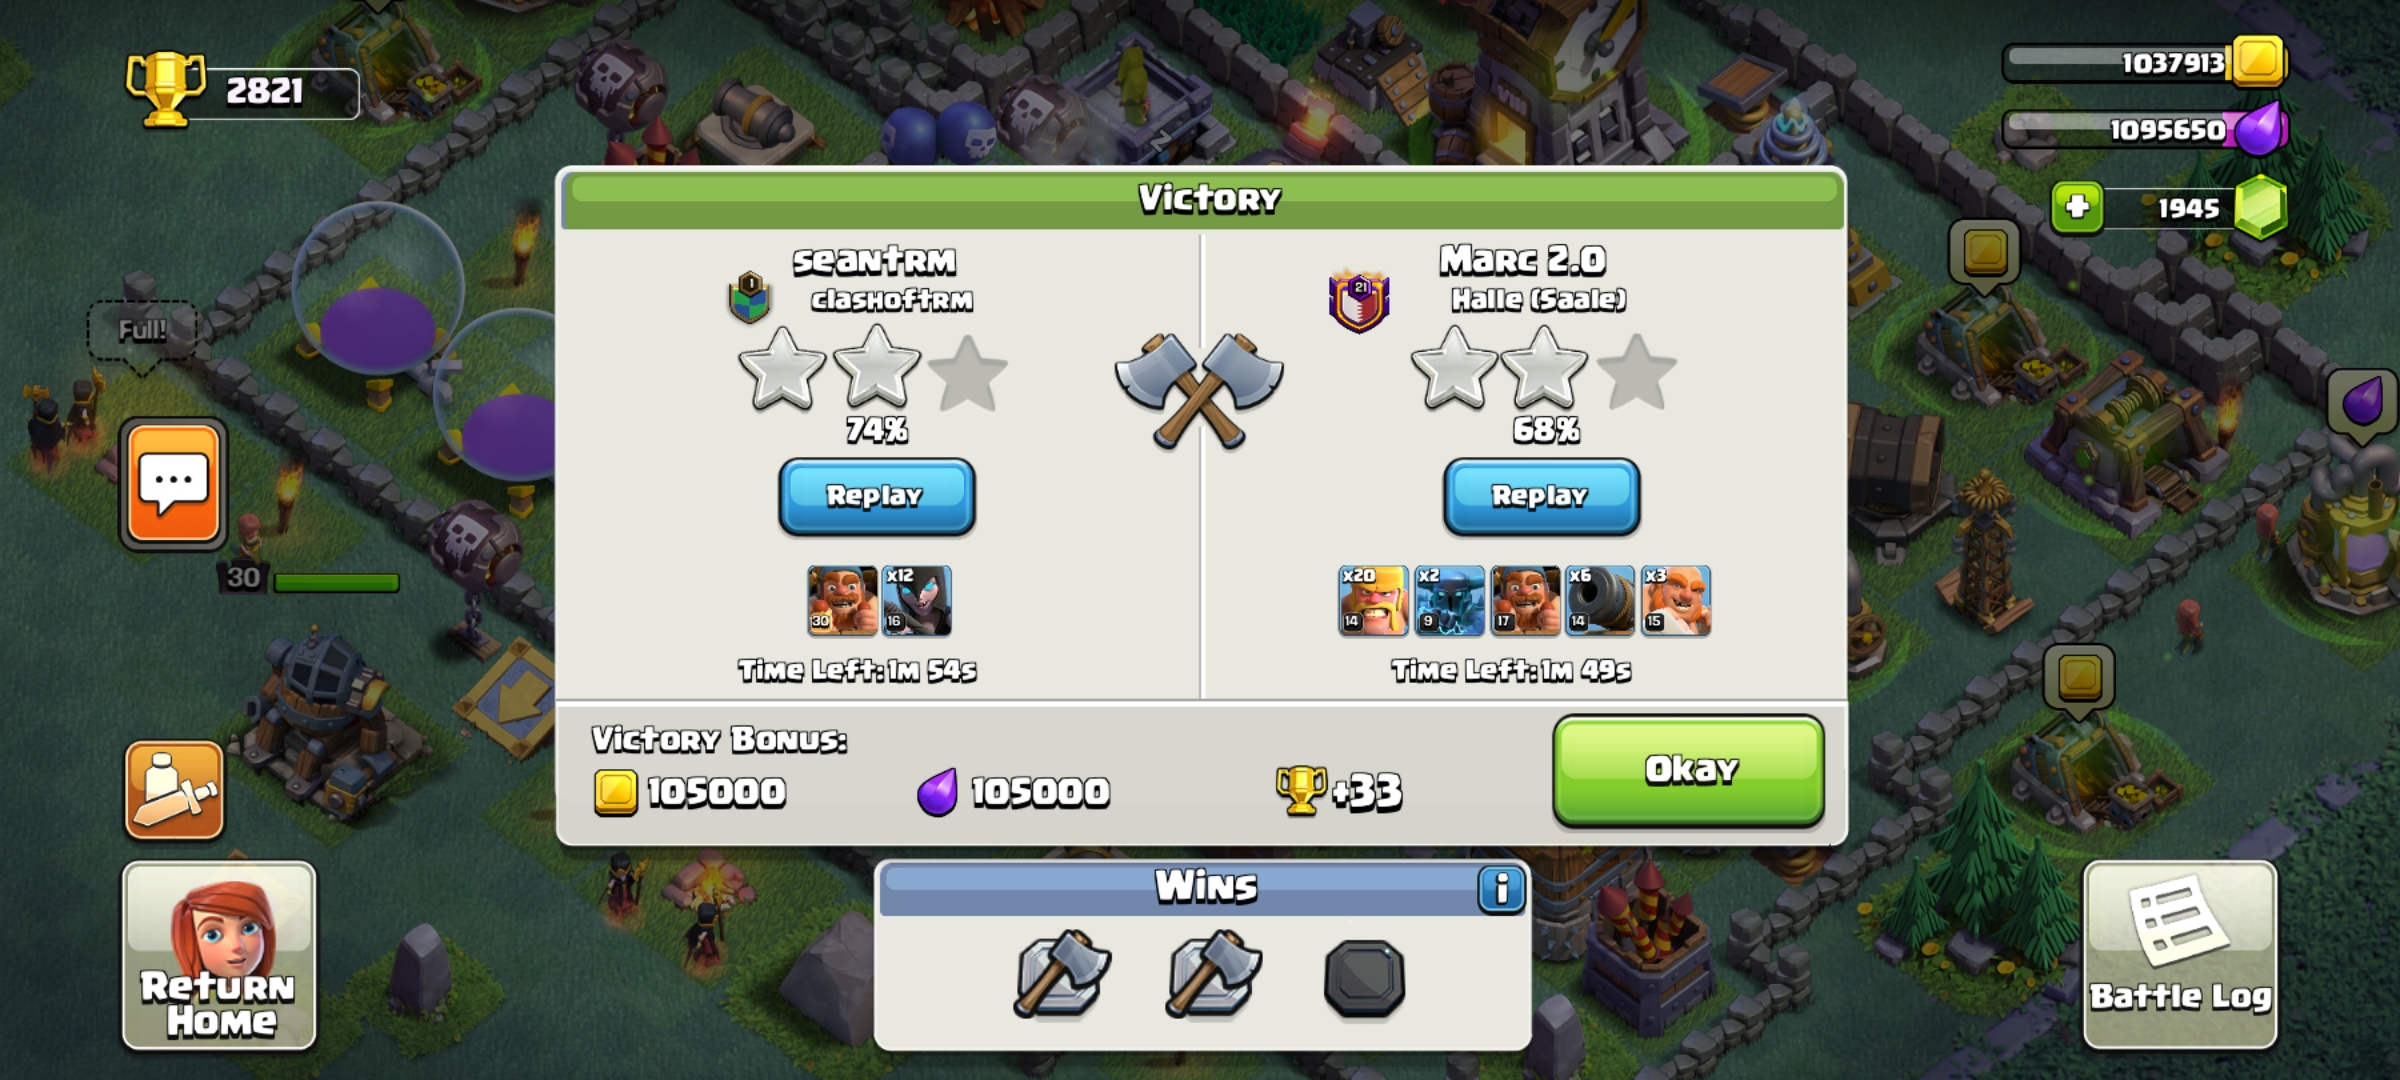 2821
1037913
1095650
1945
Full!
30
Victory
seantrm
clashoftrm
1
74%
Replay
30
x12
16
Time Left:1m 54s
Marc 2.0
Halle (Saale)
21
68%
Replay
x20
14
x2
9
17
x6
14
x3
15
Time Left:1m 49s
Victory Bonus:
105000
105000
+33
Okay
Wins
i
Return
Home
Battle Log